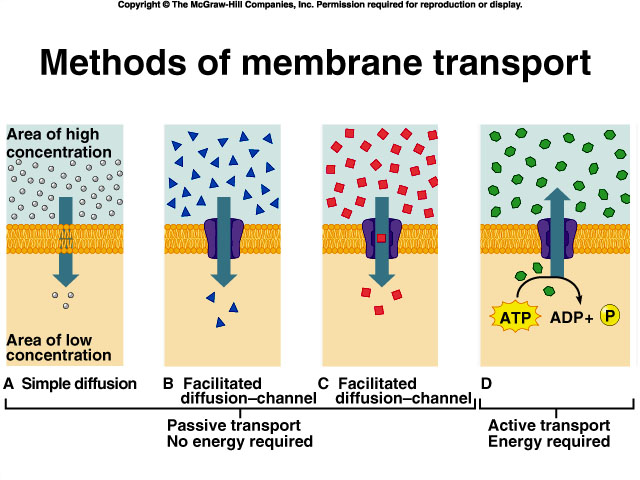 Copyright © The McGraw-Hill Companies, Inc. Permission required for reproduction or display.
Methods of membrane transport
Area of high
concentration
Area of low
concentration
ATP
ADP+
P
A Simple diffusion
B Facilitated
diffusion–channel
C Facilitated
diffusion–channel
D
Passive transport
No energy required
Active transport
Energy required